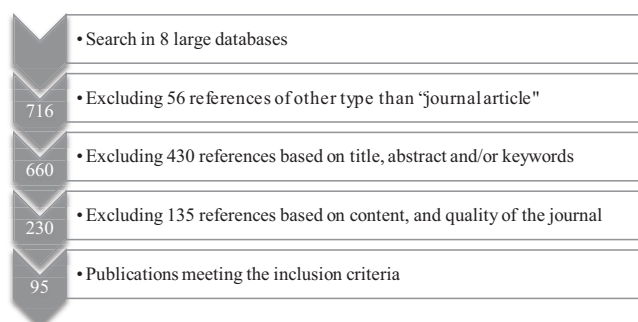 • Search in 8 large databases
716
• Excluding 56 references of other type than “journal article"
660
• Excluding 430 references based on title, abstract and/or keywords
230
• Excluding 135 references based on content, and quality of the journal
95
• Publications meeting the inclusion criteria